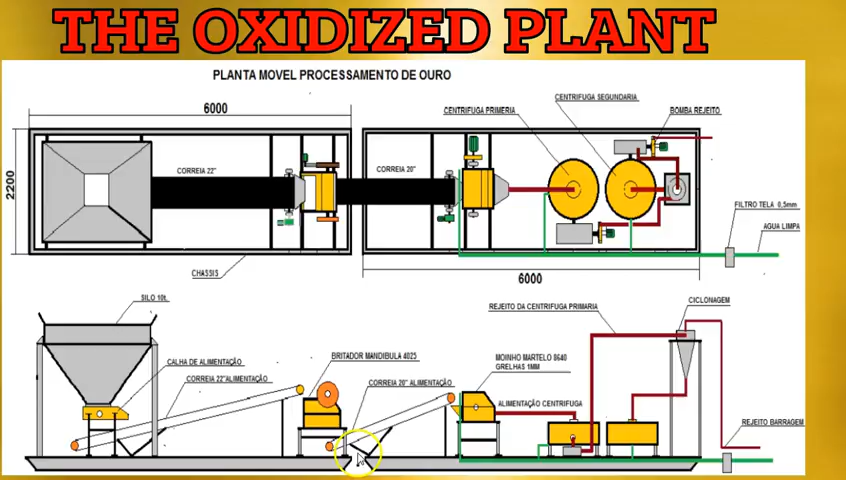 THE OXIDIZED PLANT
PLANTA MOVEL PROCESSAMENTO DE OURO
6000
CENTRIFUGA SEGUNDARIA
CENTRIFUGA PRIMERIA
BOMBA REJEITO
2200
CORREIA 22"
CORREIA 20"
FILTRO TELA 0,5mm
AGUA LIMPA
CHASSIS
6000
SILO 10t.
REJEITO DA CENTRIFUGA PRIMARIA
CICLONAGEM
CALHA DE ALIMENTAÇÃO
BRITADOR MANDIBULA 4025
MOINHO MARTELO 8640
GRELHAS 1MM
CORREIA 22"ALIMENTAÇÃO
CORREIA 20" ALIMENTAÇÃO
ALIMENTAÇÃO CENTRIFUGA
REJEITO BARRAGEM